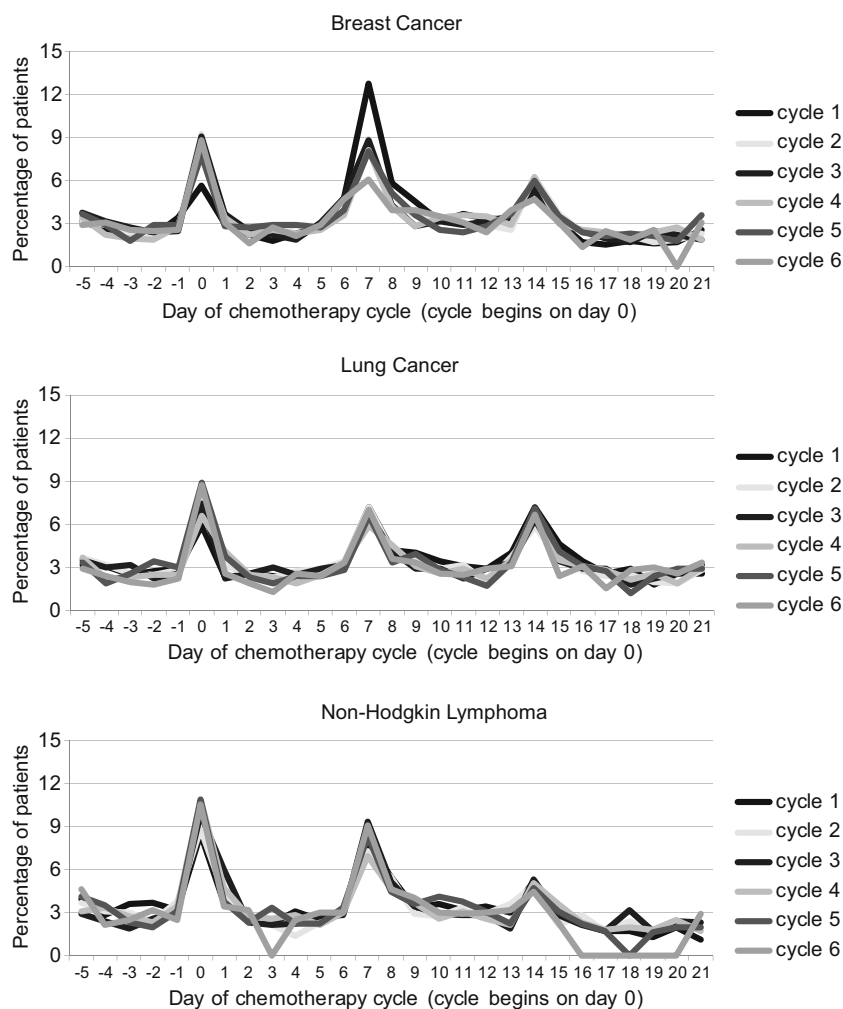 Breast Cancer
15
12
9
6
3
0
Percentage of patients
-5 -4 -3 -2 -1 0 1 2 3 4 5 6 7 8 9 10 11 12 13 14 15 16 17 18 19 20 21
Day of chemotherapy cycle (cycle begins on day 0)
cycle 1
cycle 2
cycle 3
cycle 4
cycle 5
cycle 6
Lung Cancer
15
12
9
6
3
0
Percentage of patients
-5 -4 -3 -2 -1 0 1 2 3 4 5 6 7 8 9 10 11 12 13 14 15 16 17 18 19 20 21
Day of chemotherapy cycle (cycle begins on day 0)
cycle 1
cycle 2
cycle 3
cycle 4
cycle 5
cycle 6
Non-Hodgkin Lymphoma
15
12
9
6
3
0
Percentage of patients
-5 -4 -3 -2 -1 0 1 2 3 4 5 6 7 8 9 10 11 12 13 14 15 16 17 18 19 20 21
Day of chemotherapy cycle (cycle begins on day 0)
cycle 1
cycle 2
cycle 3
cycle 4
cycle 5
cycle 6